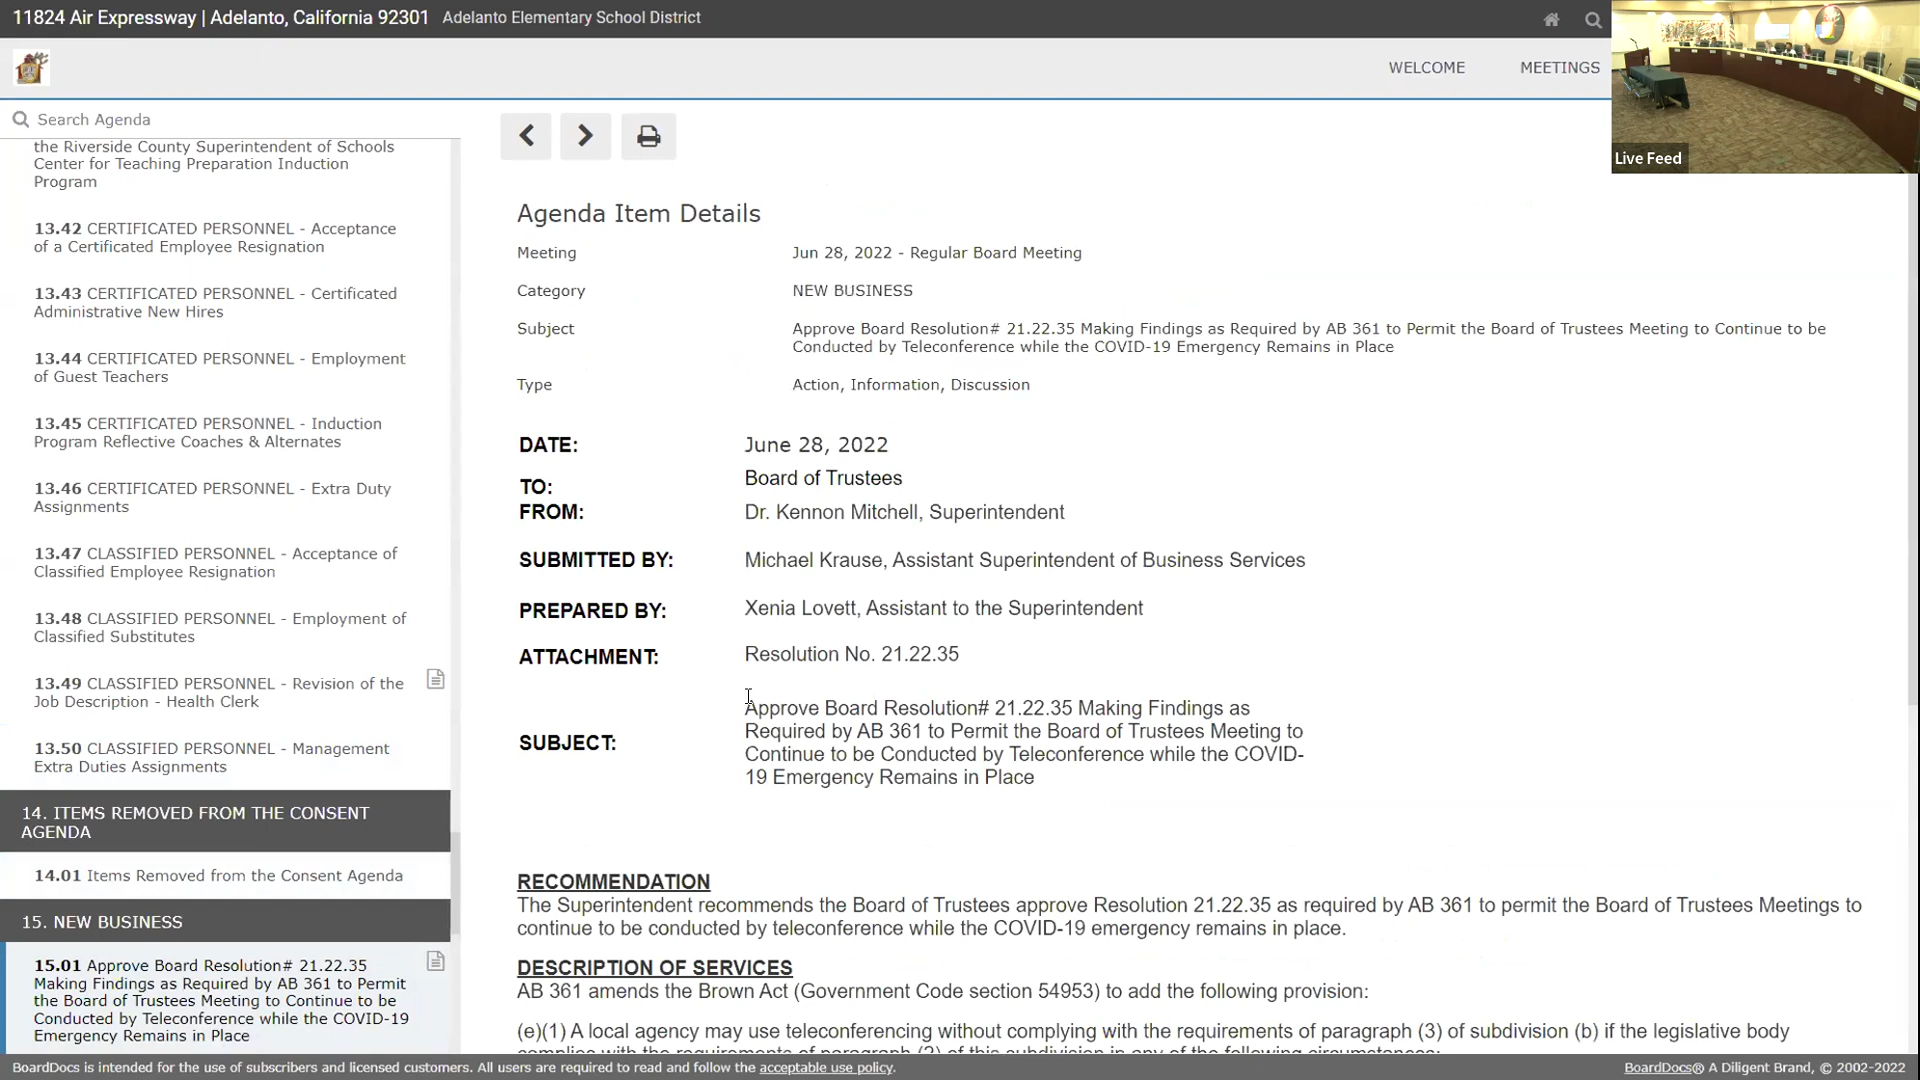 11824 Air Expressway | Adelanto, California 92301 Adelanto Elementary School District
WELCOME MEETINGS
Live Feed
Search Agenda
the Riverside County Superintendent of Schools
Center for Teaching Preparation Induction
Program
13.42 CERTIFICATED PERSONNEL - Acceptance
of a Certificated Employee Resignation
13.43 CERTIFICATED PERSONNEL - Certificated
Administrative New Hires
13.44 CERTIFICATED PERSONNEL - Employment
of Guest Teachers
13.45 CERTIFICATED PERSONNEL - Induction
Program Reflective Coaches & Alternates
13.46 CERTIFICATED PERSONNEL - Extra Duty
Assignments
13.47 CLASSIFIED PERSONNEL - Acceptance of
Classified Employee Resignation
13.48 CLASSIFIED PERSONNEL - Employment of
Classified Substitutes
13.49 CLASSIFIED PERSONNEL - Revision of the
Job Description - Health Clerk
13.50 CLASSIFIED PERSONNEL - Management
Extra Duties Assignments
14. ITEMS REMOVED FROM THE CONSENT
AGENDA
14.01 Items Removed from the Consent Agenda
15. NEW BUSINESS
15.01 Approve Board Resolution# 21.22.35
Making Findings as Required by AB 361 to Permit
the Board of Trustees Meeting to Continue to be
Conducted by Teleconference while the COVID-19
Emergency Remains in Place
Agenda Item Details
Meeting Jun 28, 2022 - Regular Board Meeting
Category NEW BUSINESS
Subject Approve Board Resolution# 21.22.35 Making Findings as Required by AB 361 to Permit the Board of Trustees Meeting to Continue to be
Conducted by Teleconference while the COVID-19 Emergency Remains in Place
Type Action, Information, Discussion
DATE: June 28, 2022
TO: Board of Trustees
FROM: Dr. Kennon Mitchell, Superintendent
SUBMITTED BY: Michael Krause, Assistant Superintendent of Business Services
PREPARED BY: Xenia Lovett, Assistant to the Superintendent
ATTACHMENT: Resolution No. 21.22.35
SUBJECT: Approve Board Resolution# 21.22.35 Making Findings as
Required by AB 361 to Permit the Board of Trustees Meeting to
Continue to be Conducted by Teleconference while the COVID-
19 Emergency Remains in Place
RECOMMENDATION
The Superintendent recommends the Board of Trustees approve Resolution 21.22.35 as required by AB 361 to permit the Board of Trustees Meetings to
continue to be conducted by teleconference while the COVID-19 emergency remains in place.
DESCRIPTION OF SERVICES
AB 361 amends the Brown Act (Government Code section 54953) to add the following provision:
(e)(1) A local agency may use teleconferencing without complying with the requirements of paragraph (3) of subdivision (b) if the legislative body
complies with the requirements of paragraph (2) of this subdivision in any of the following circumstances:
BoardDocs is intended for the use of subscribers and licensed customers. All users are required to read and follow the acceptable use policy.
BoardDocs® A Diligent Brand, © 2002-2022